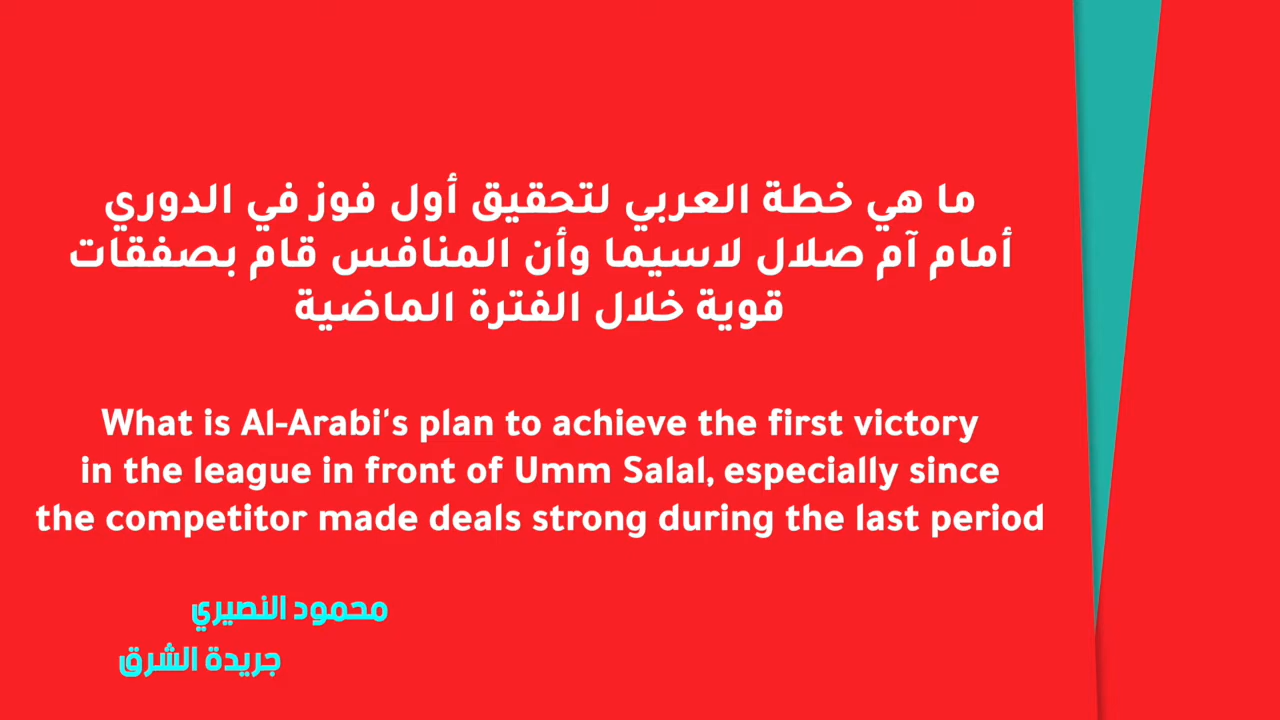 ما هي خطة العربي لتحقيق أول فوز في الدوري
أمام آم صلال لاسيما وأن المنافس قام بصفقات
قوية خلال الفترة الماضية
What is Al-Arabi's plan to achieve the first victory
in the league in front of Umm Salal, especially since
the competitor made deals strong during the last period
محمود النصيري
جريدة الشرق